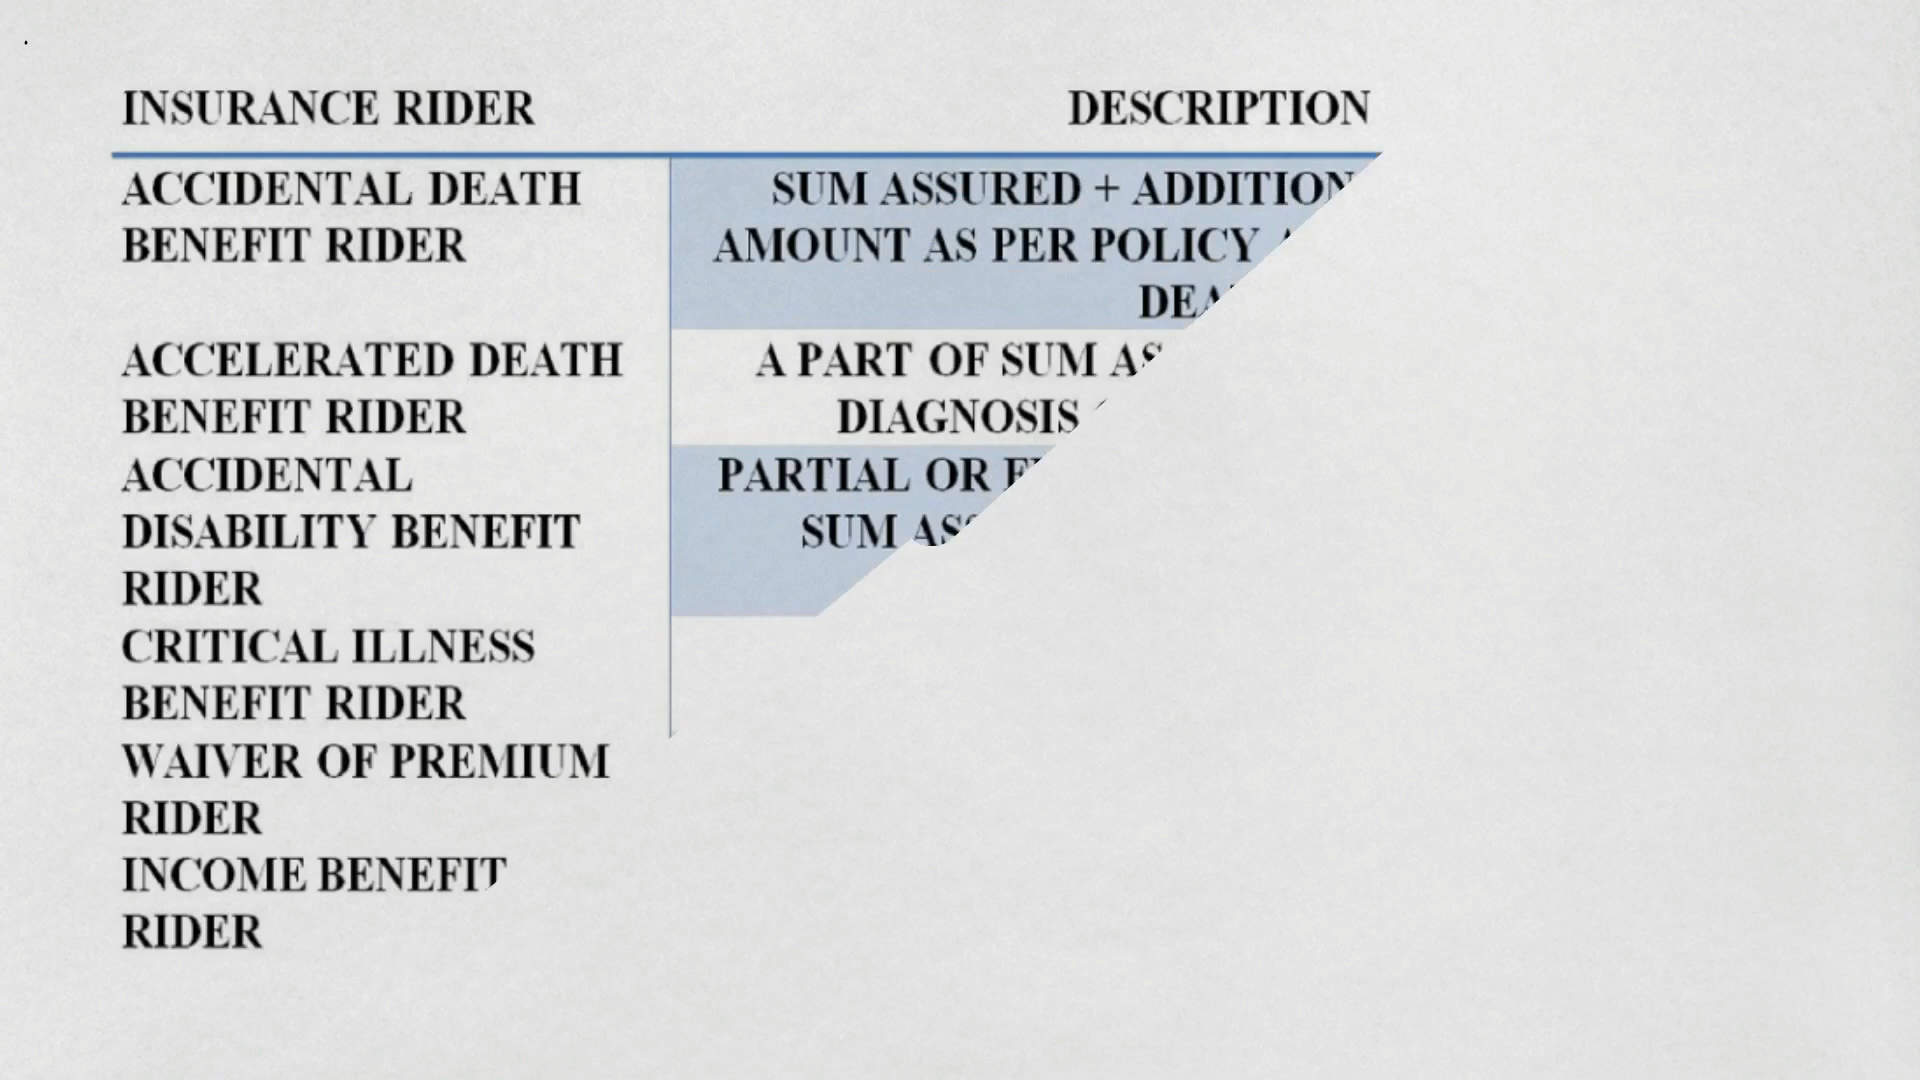 INSURANCE RIDER DESCRIPTION
ACCIDENTAL DEATH SUM ASSURED +
BENEFIT RIDER AMOUNT AS PER POLICY
ACCELERATED DEATH A PART OF SUM
BENEFIT RIDER DIAGNOSIS
ACCIDENTAL PARTIAL OR
DISABILITY BENEFIT SUM
RIDER
CRITICAL ILLNESS
BENEFIT RIDER
WAIVER OF PREMIUM
RIDER
INCOME BENEFIT
RIDER